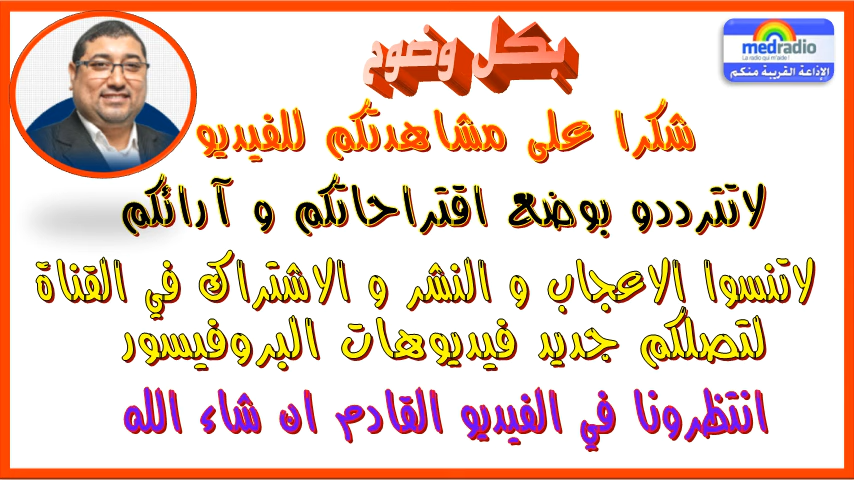 بكل وضوح
medradio
La radio qui m'aide !
الإذاعة القريبة منكم
شكرا على مشاهدتكم للفيديو
لاتترددو بوضع اقتراحاتكم و آرائكم
لاتنسوا الاعجاب و النشر و الاشتراك في القناة
لتصلكم جديد فيديوهات البروفيسور
انتظرونا في الفيديو القادم ان شاء الله